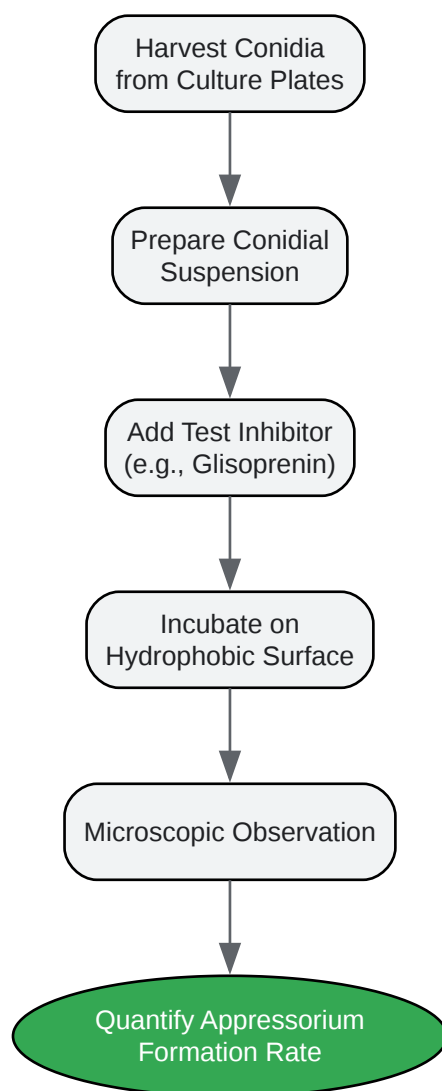 Harvest Conidia
from Culture Plates
Prepare Conidial
Suspension
Add Test Inhibitor
(e.g., Glisoprenin)
Incubate on
Hydrophobic Surface
Microscopic Observation
Quantify Appressorium
Formation Rate